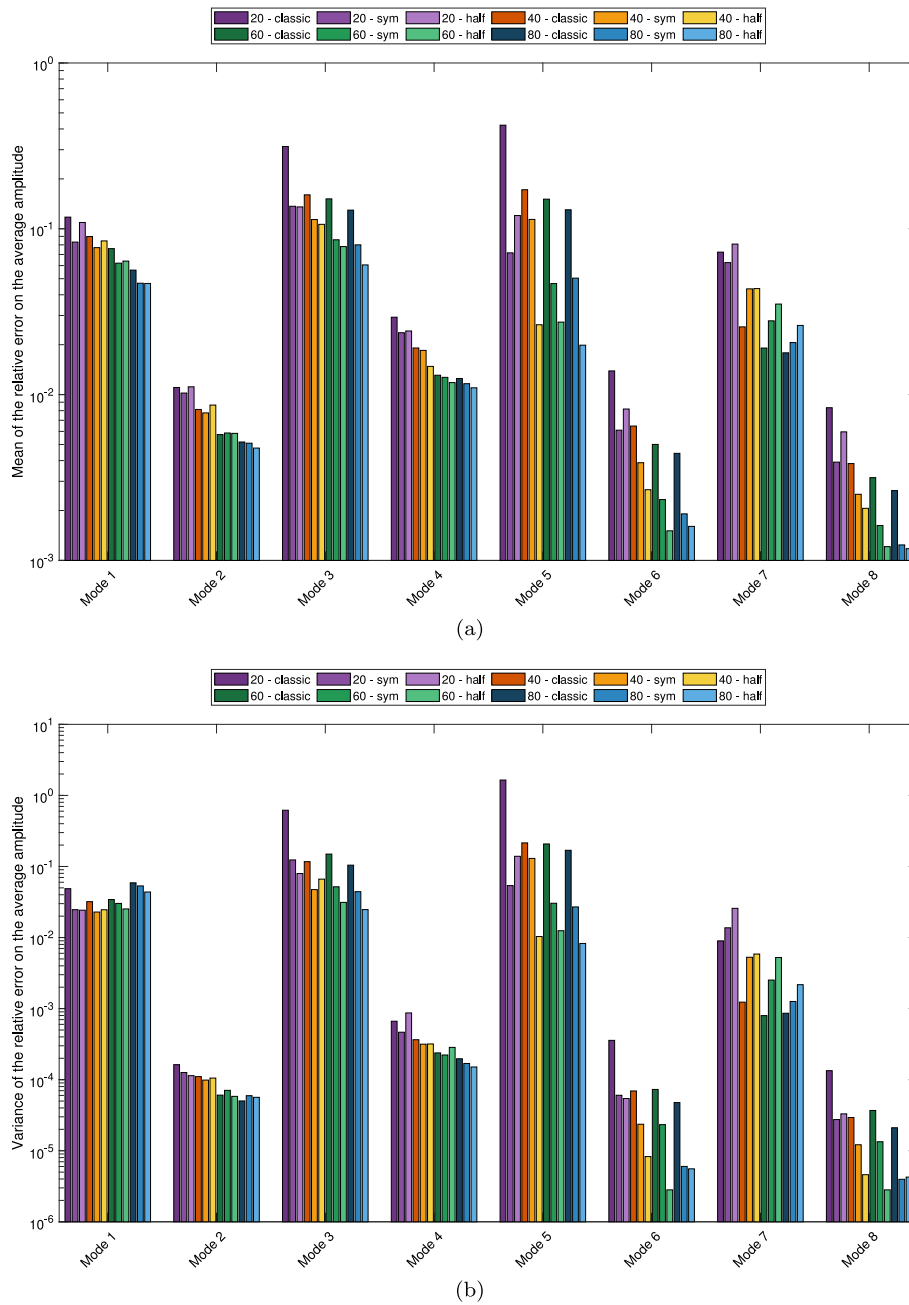 20 - classic 20 - sym 20 - half 40 - classic 40 - sym 40 - half
60 - classic 60 - sym 60 - half 80 - classic 80 - sym 80 - half
Mean of the relative error on the average amplitude
10^0
10^-1
10^-2
10^-3
Mode 1 Mode 2 Mode 3 Mode 4 Mode 5 Mode 6 Mode 7 Mode 8
(a)
20 - classic 20 - sym 20 - half 40 - classic 40 - sym 40 - half
60 - classic 60 - sym 60 - half 80 - classic 80 - sym 80 - half
Variance of the relative error on the average amplitude
10^1
10^0
10^-1
10^-2
10^-3
10^-4
10^-5
10^-6
Mode 1 Mode 2 Mode 3 Mode 4 Mode 5 Mode 6 Mode 7 Mode 8
(b)